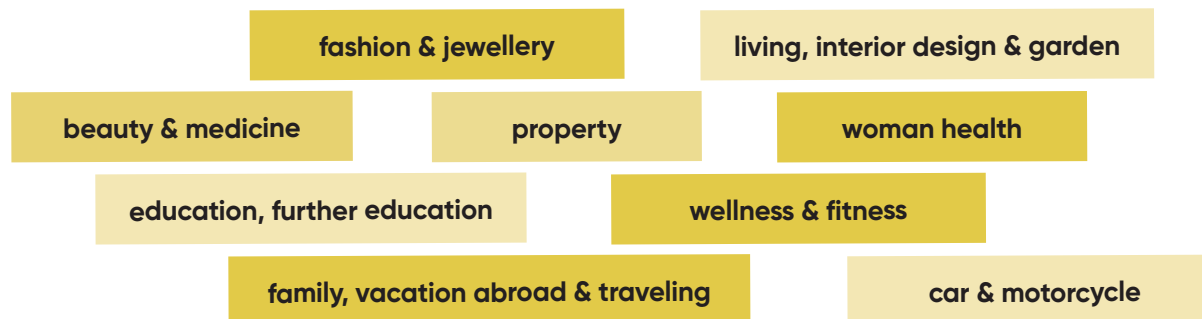 fashion & jewellery
living, interior design & garden
beauty & medicine
property
woman health
education, further education
wellness & fitness
family, vacation abroad & traveling
car & motorcycle